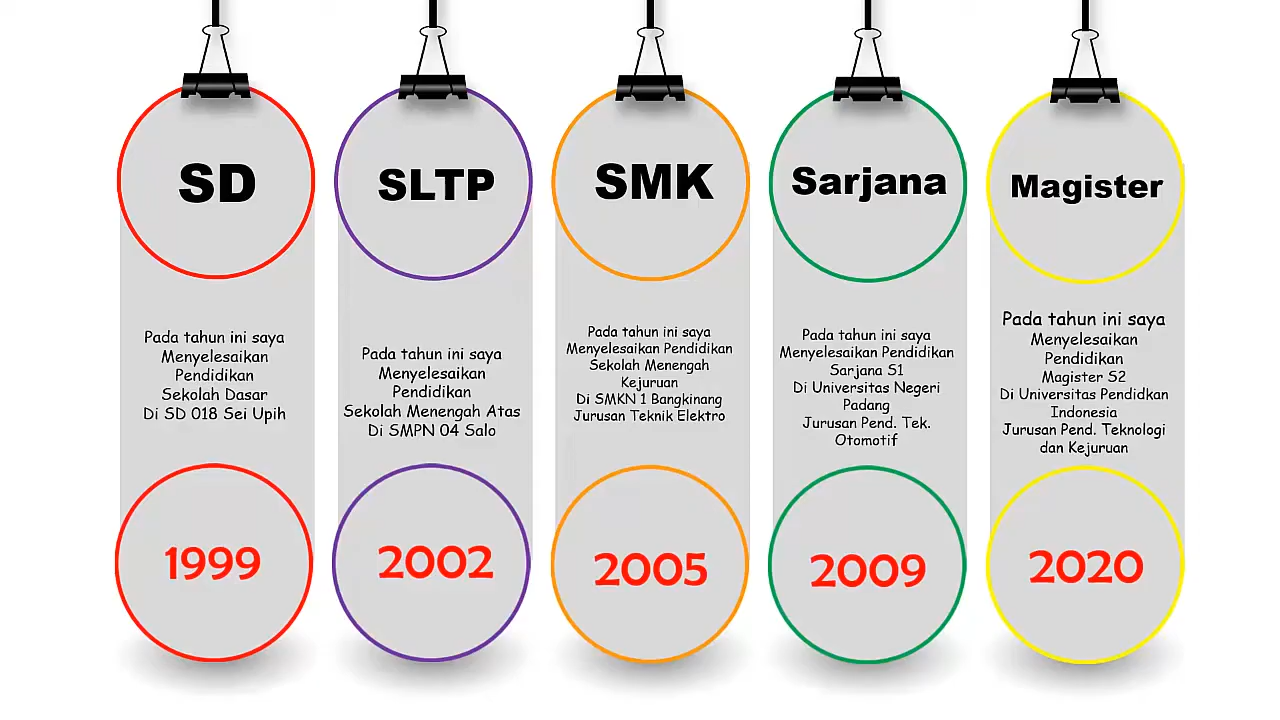 SD
Pada tahun ini saya
Menyelesaikan
Pendidikan
Sekolah Dasar
Di SD 018 Sei Upih
1999
SLTP
Pada tahun ini saya
Menyelesaikan
Pendidikan
Sekolah Menengah Atas
Di SMPN 04 Salo
2002
SMK
Pada tahun ini saya
Menyelesaikan Pendidikan
Sekolah Menengah
Kejuruan
Di SMKN 1 Bangkinang
Jurusan Teknik Elektro
2005
Sarjana
Pada tahun ini saya
Menyelesaikan Pendidikan
Sarjana S1
Di Universitas Negeri
Padang
Jurusan Pend. Tek.
Otomotif
2009
Magister
Pada tahun ini saya
Menyelesaikan
Pendidikan
Magister S2
Di Universitas Pendidkan
Indonesia
Jurusan Pend. Teknologi
dan Kejuruan
2020